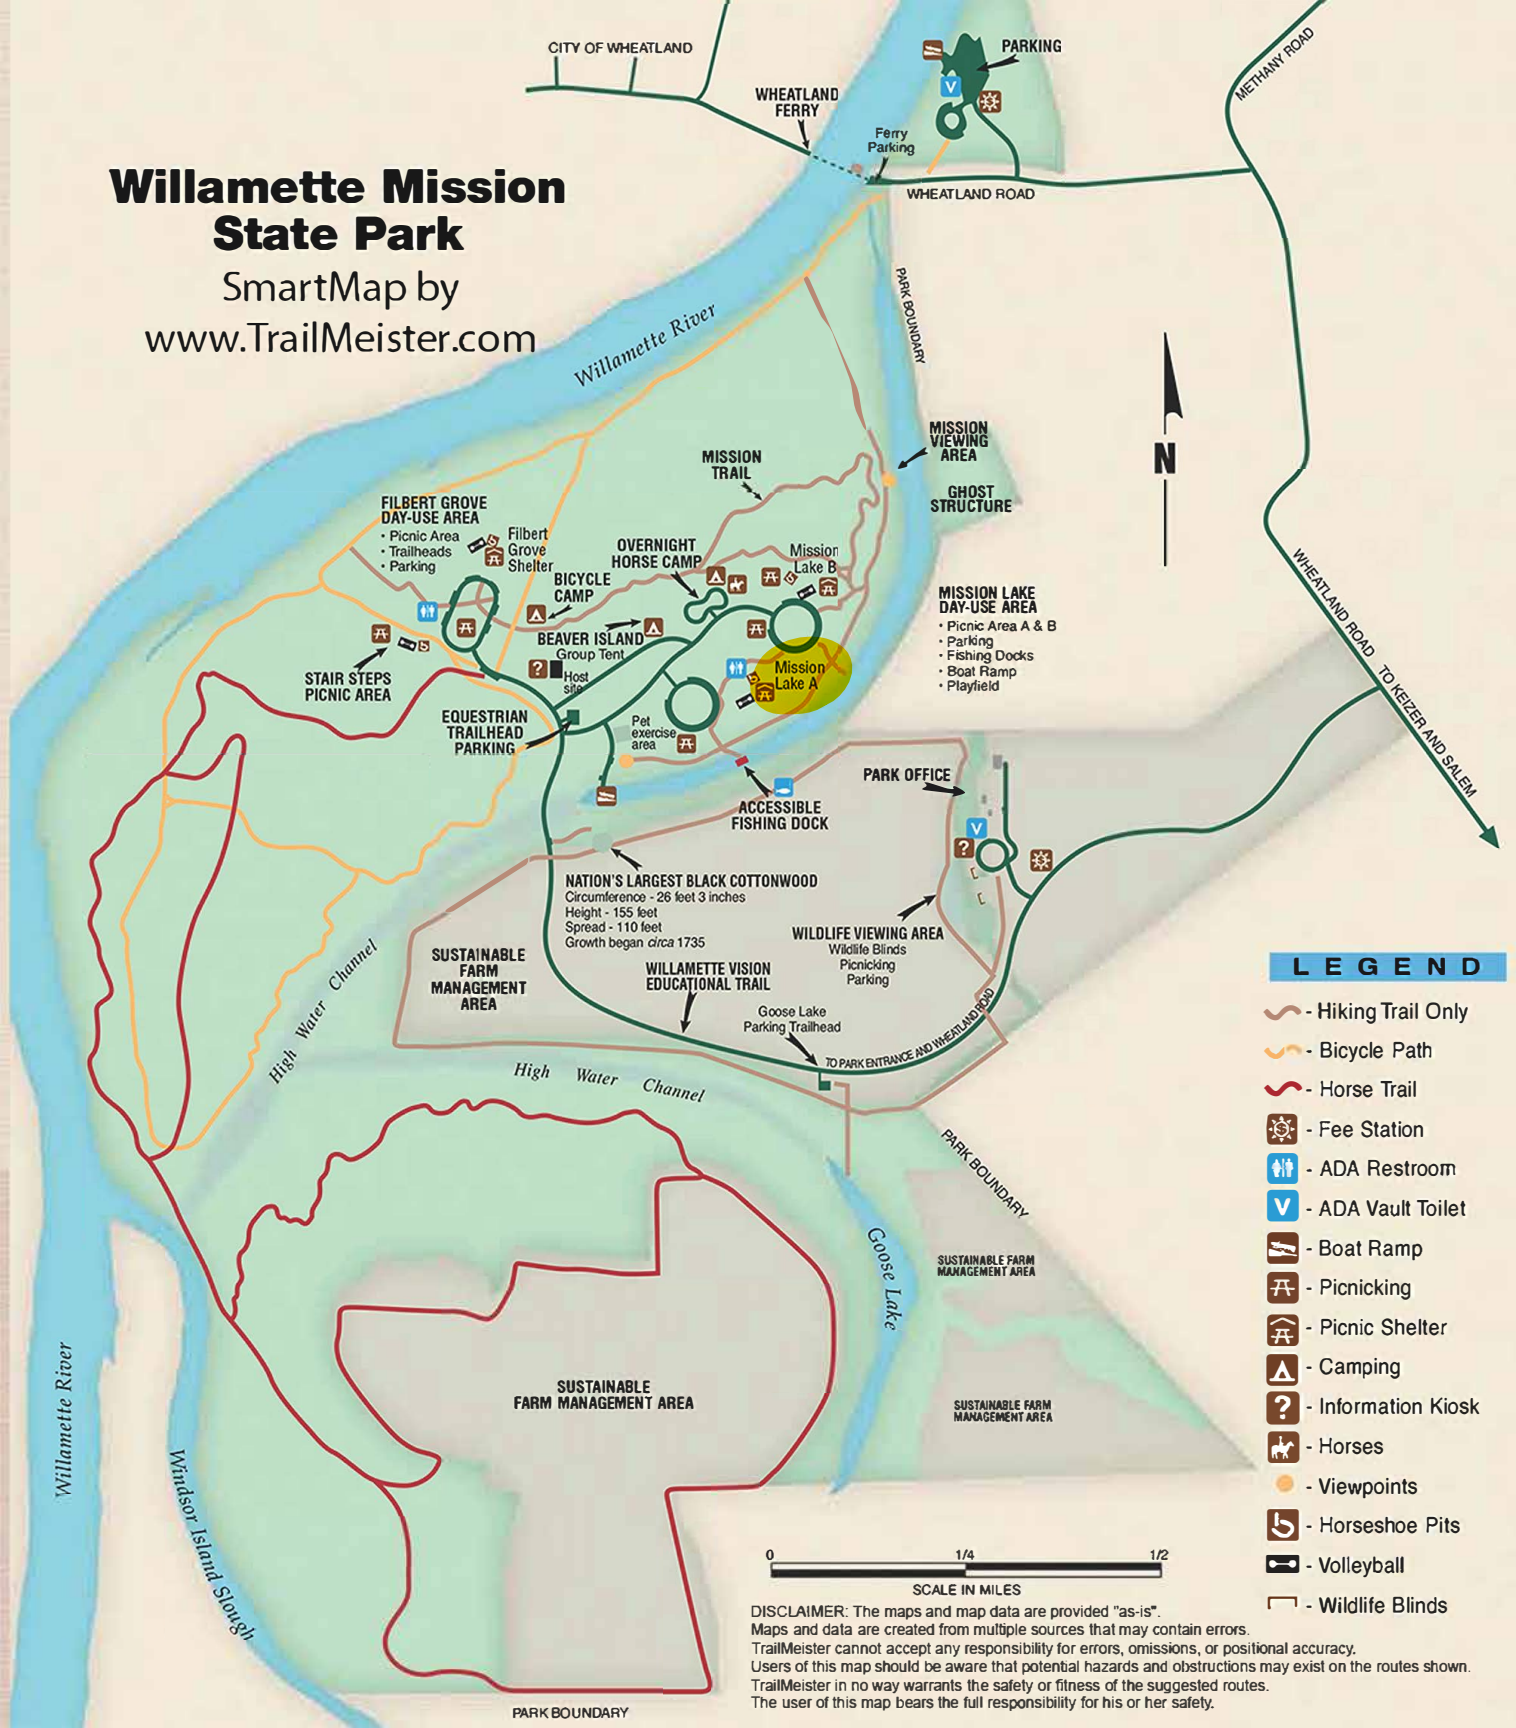 CITY OF WHEATLAND
PARKING
METHANY ROAD
WHEATLAND
FERRY
V
Ferry
Parking
WHEATLAND ROAD
Willamette Mission
State Park
SmartMap by
www.TrailMeister.com
Willamette River
PARK BOUNDARY
MISSION
VIEWING
AREA
GHOST
STRUCTURE
N
MISSION
TRAIL
FILBERT GROVE
DAY-USE AREA
• Picnic Area
• Trailheads
• Parking
Filbert
Grove
Shelter
OVERNIGHT
HORSE CAMP
Mission
Lake B
BICYCLE
CAMP
BEAVER ISLAND
Group Tent
MISSION LAKE
DAY-USE AREA
• Picnic Area A & B
• Parking
• Fishing Docks
• Boat Ramp
• Playfield
WHEATLAND ROAD
TO KEIZER AND SALEM
STAIR STEPS
PICNIC AREA
?
Host
site
Mission
Lake A
EQUESTRIAN
TRAILHEAD
PARKING
Pet
exercise
area
PARK OFFICE
ACCESSIBLE
FISHING DOCK
V
?
NATION'S LARGEST BLACK COTTONWOOD
Circumference - 26 feet 3 inches
Height - 155 feet
Spread - 110 feet
Growth began circa 1735
WILDLIFE VIEWING AREA
Wildlife Blinds
Picnicking
Parking
SUSTAINABLE
FARM
MANAGEMENT
AREA
WILLAMETTE VISION
EDUCATIONAL TRAIL
Goose Lake
Parking Trailhead
TO PARK ENTRANCE AND WHEATLAND ROAD
High Water Channel
High Water Channel
PARK BOUNDARY
Goose Lake
SUSTAINABLE FARM
MANAGEMENT AREA
SUSTAINABLE
FARM MANAGEMENT AREA
SUSTAINABLE FARM
MANAGEMENT AREA
Willamette River
Windsor Island Slough
PARK BOUNDARY
LEGEND
- Hiking Trail Only
- Bicycle Path
- Horse Trail
$ - Fee Station
- ADA Restroom
V - ADA Vault Toilet
- Boat Ramp
- Picnicking
- Picnic Shelter
- Camping
? - Information Kiosk
- Horses
- Viewpoints
- Horseshoe Pits
- Volleyball
- Wildlife Blinds
0 1/4 1/2
SCALE IN MILES
DISCLAIMER: The maps and map data are provided "as-is".
Maps and data are created from multiple sources that may contain errors.
TrailMeister cannot accept any responsibility for errors, omissions, or positional accuracy.
Users of this map should be aware that potential hazards and obstructions may exist on the routes shown.
TrailMeister in no way warrants the safety or fitness of the suggested routes.
The user of this map bears the full responsibility for his or her safety.